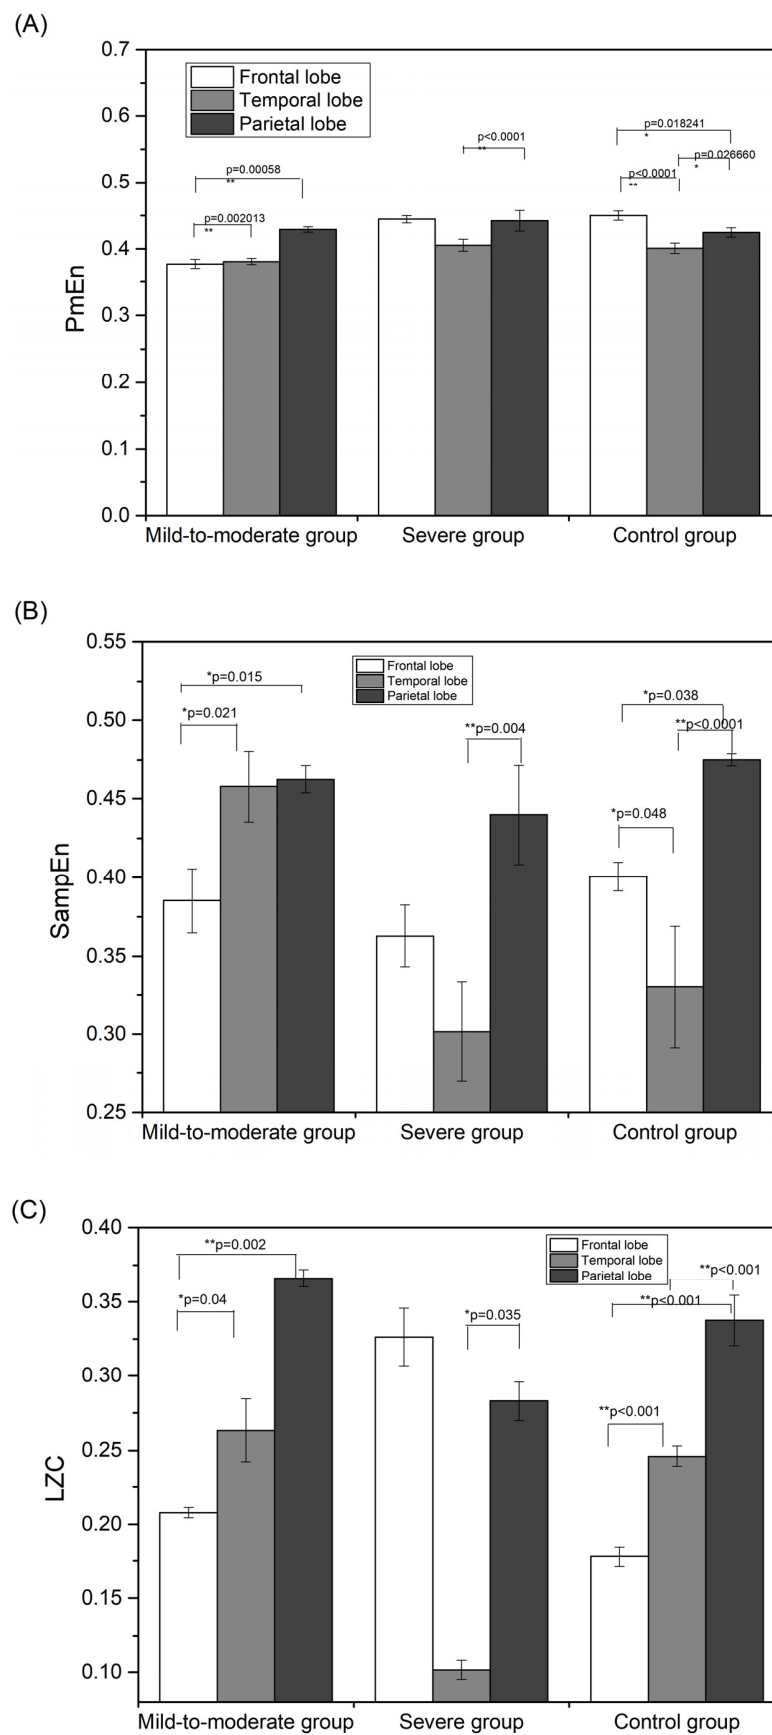 (A)
0.7
0.6
0.5
0.4
0.3
0.2
0.1
0.0
PmEn
Frontal lobe
Temporal lobe
Parietal lobe
p=0.00058
**
p=0.002013
**
p<0.0001
**
p=0.018241
*
p=0.026660
*
p<0.0001
**
Mild-to-moderate group
Severe group
Control group
(B)
0.55
0.50
0.45
0.40
0.35
0.30
0.25
SampEn
Frontal lobe
Temporal lobe
Parietal lobe
*p=0.015
*p=0.021
**p=0.004
*p=0.038
**p<0.0001
*p=0.048
Mild-to-moderate group
Severe group
Control group
(C)
0.40
0.35
0.30
0.25
0.20
0.15
0.10
LZC
Frontal lobe
Temporal lobe
Parietal lobe
**p=0.002
*p=0.04
*p=0.035
**p<0.001
**p<0.001
**p<0.001
Mild-to-moderate group
Severe group
Control group